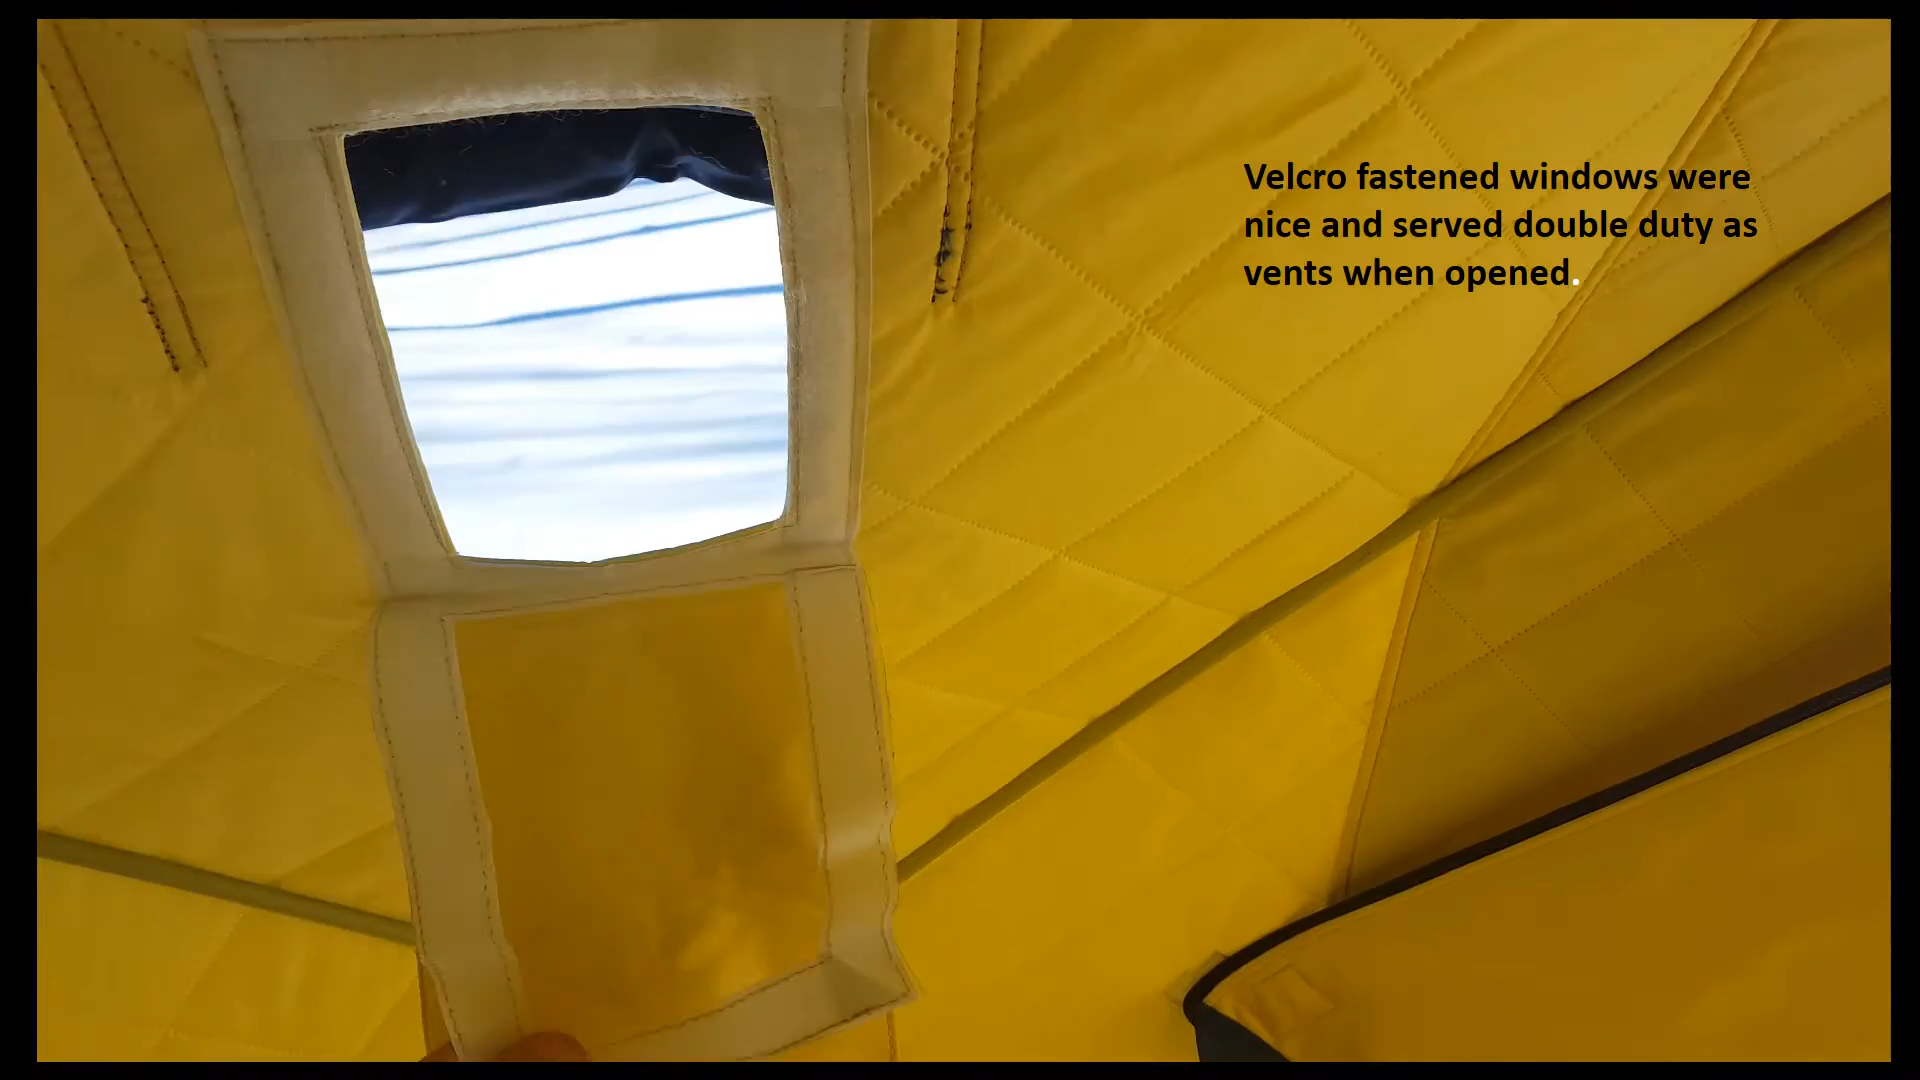 Velcro fastened windows were
nice and served double duty as
vents when opened.